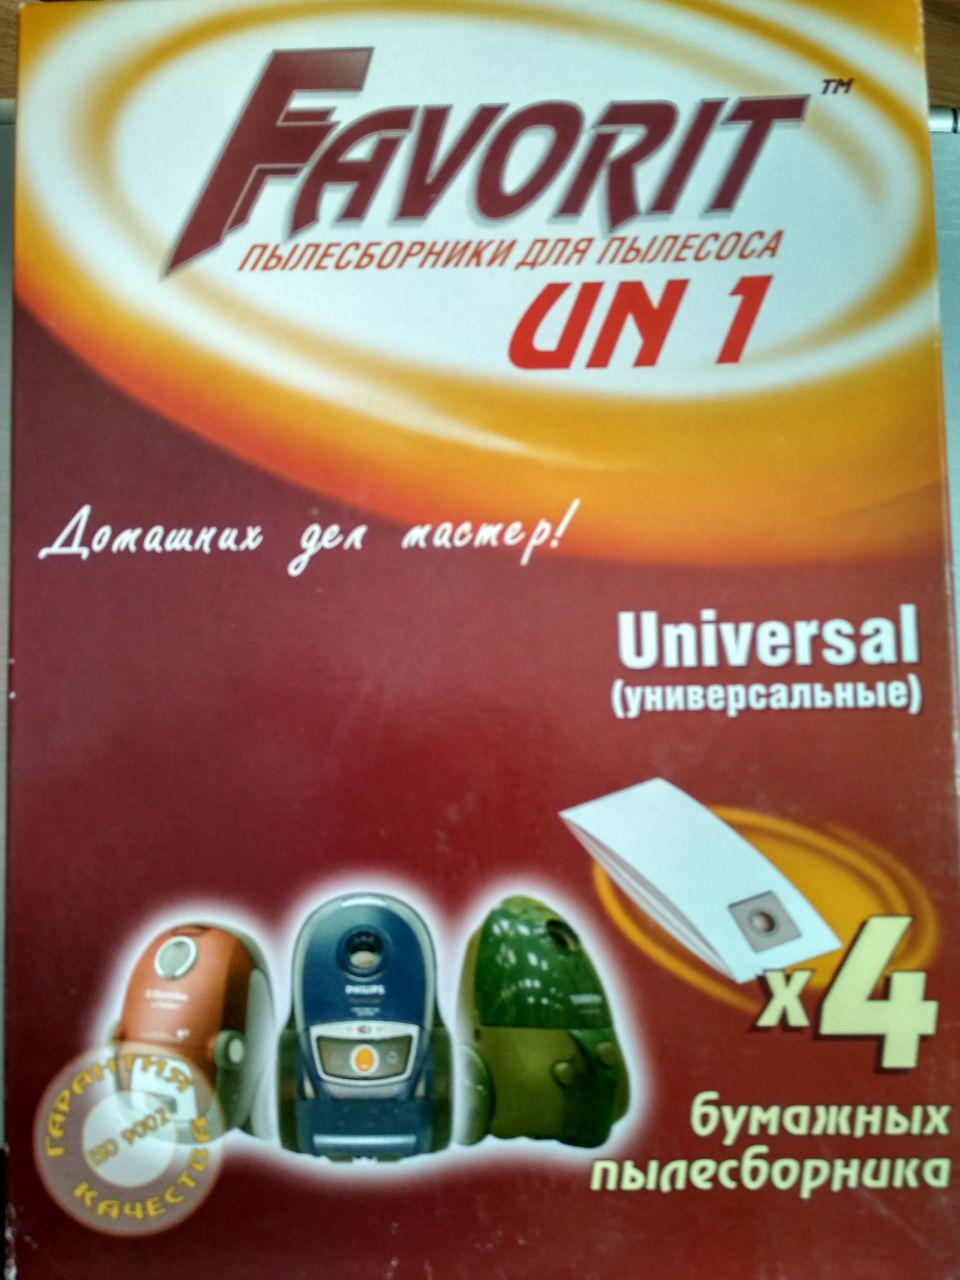 FAVORIT™
ПЫЛЕСБОРНИКИ ДЛЯ ПЫЛЕСОСА
UN 1
Домашних дел мастер!
Universal
(универсальные)
x4
бумажных
пылесборника
PHILIPS
ГАРАНТИЯ
ISO 9002
КАЧЕСТВА